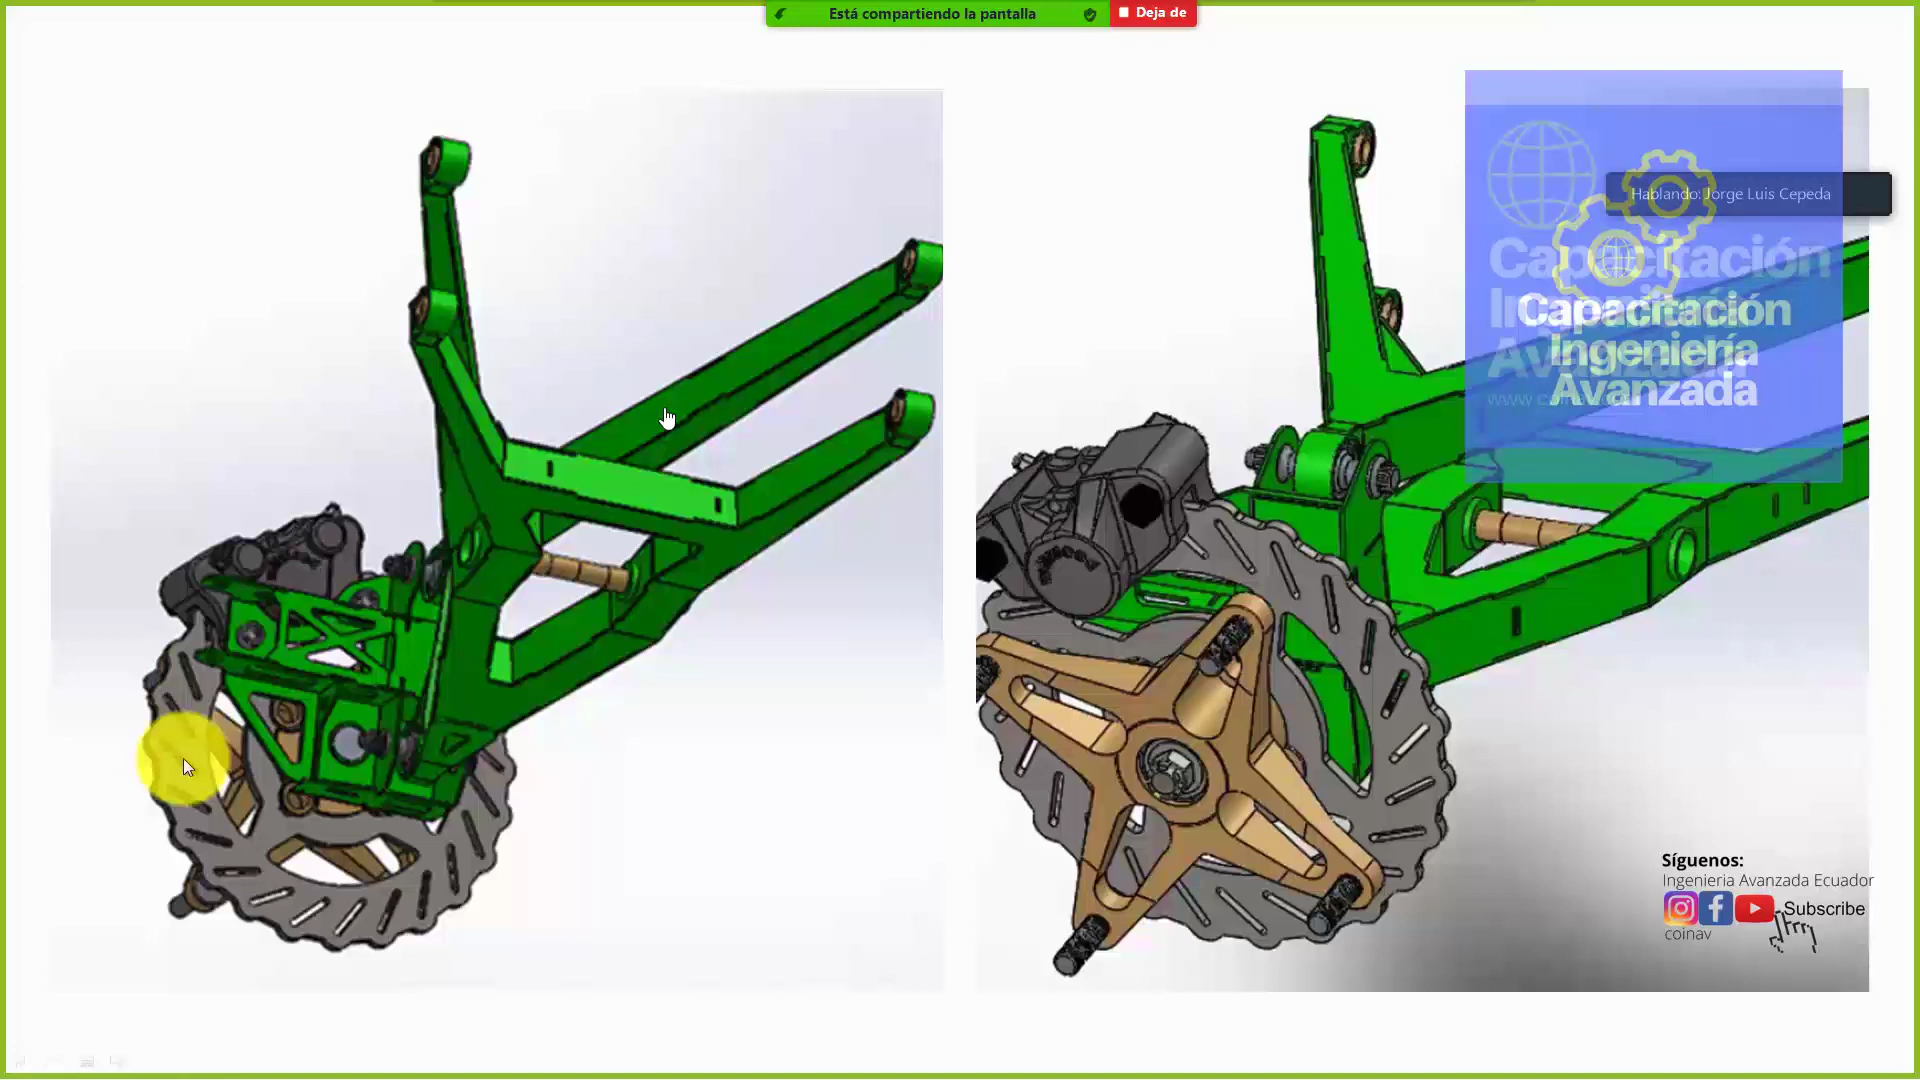 Está compartiendo la pantalla
Deja de
Hablando: Jorge Luis Cepeda
Capacitación
Capacitación
Ingeniería
Avanzada
Síguenos:
Ingenieria Avanzada Ecuador
Subscribe
coinav